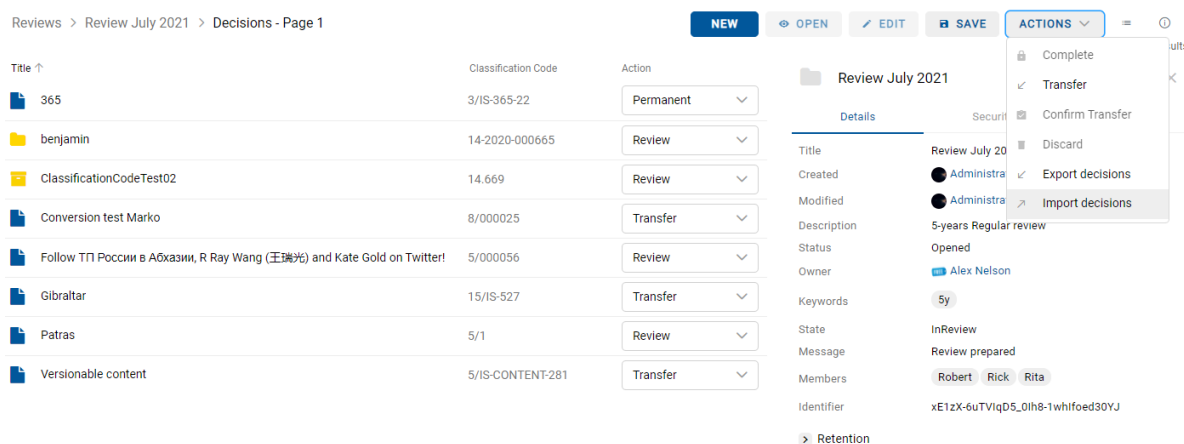 Reviews > Review July 2021 > Decisions - Page 1
NEW
OPEN
EDIT
SAVE
ACTIONS
Title
Classification Code
Action
365
3/IS-365-22
Permanent
benjamin
14-2020-000665
Review
ClassificationCodeTest02
14.669
Review
Conversion test Marko
8/000025
Transfer
Follow ТП России в Абхазии, R Ray Wang (王瑞光) and Kate Gold on Twitter!
5/000056
Review
Gibraltar
15/IS-527
Transfer
Patras
5/1
Review
Versionable content
5/IS-CONTENT-281
Transfer
Complete
Transfer
Confirm Transfer
Discard
Export decisions
Import decisions
Review July 2021
Details
Title
Review July 20
Created
Administra
Modified
Administra
Description
5-years Regular review
Status
Opened
Owner
Alex Nelson
Keywords
5y
State
InReview
Message
Review prepared
Members
Robert Rick Rita
Identifier
xE1zX-6uTVIqD5_0Ih8-1whIfoed30YJ
> Retention